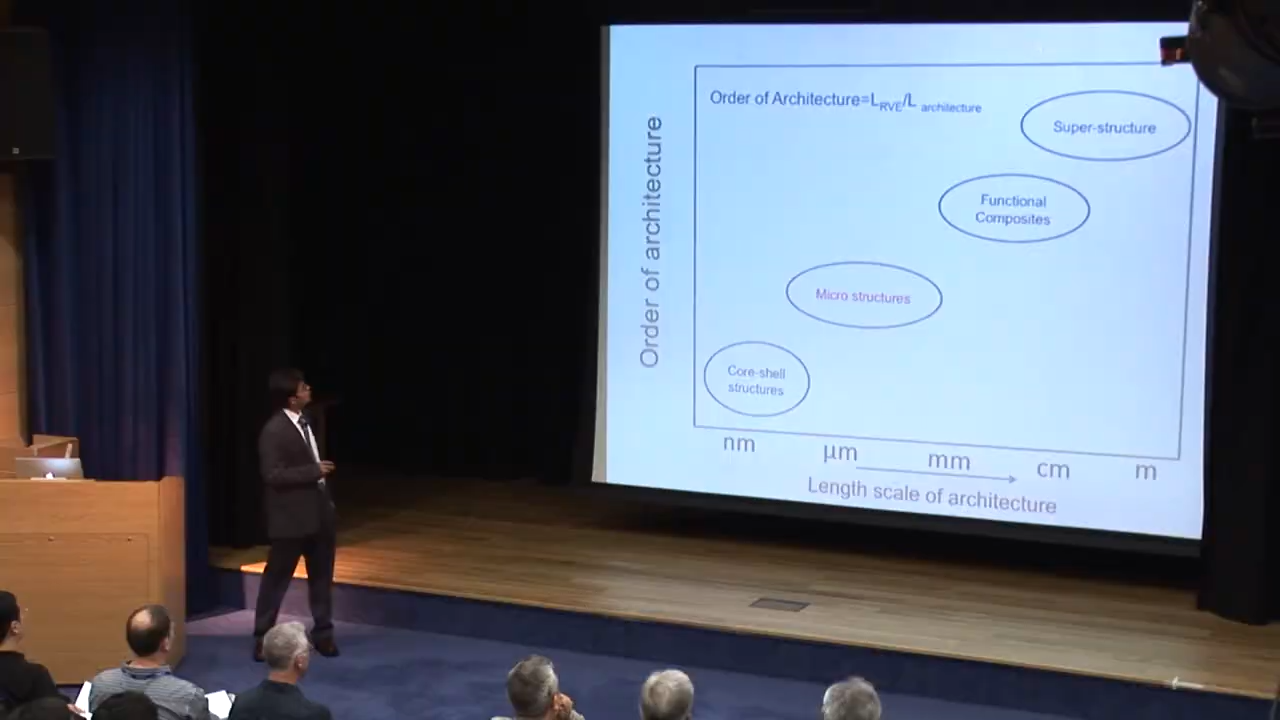 Order of architecture
Order of Architecture=LRVE/L architecture
Super-structure
Functional
Composites
Micro structures
Core-shell
structures
nm
μm
mm
cm
m
Length scale of architecture